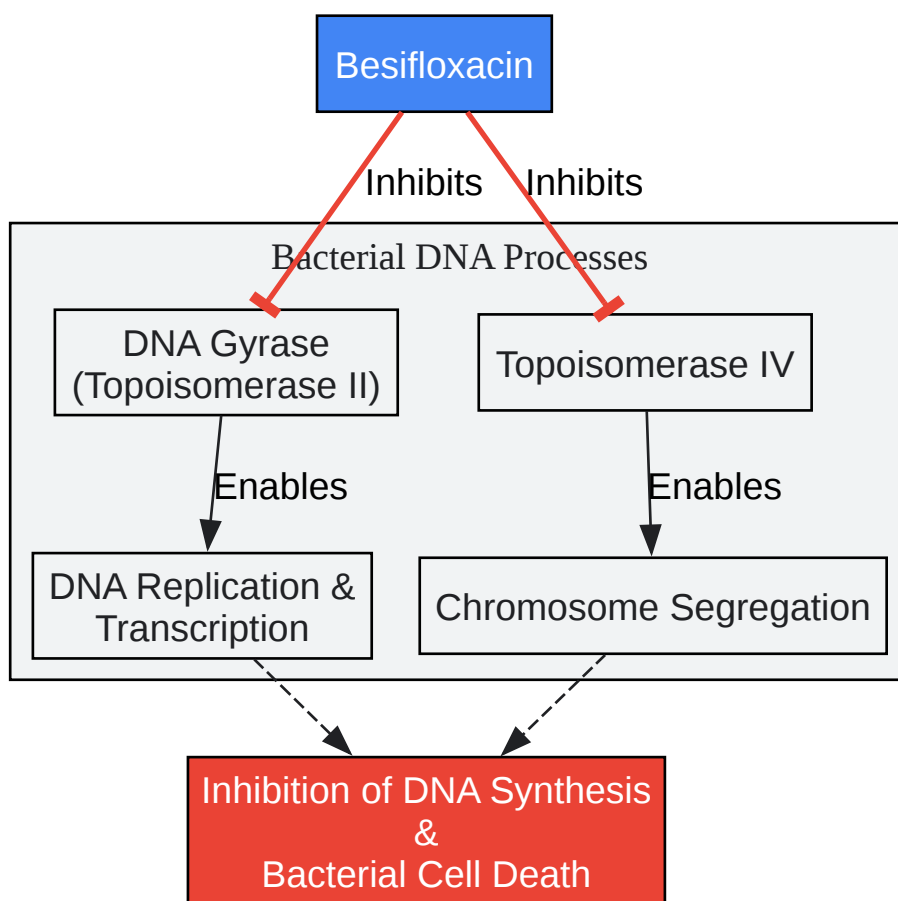 Besifloxacin
Inhibits
Inhibits
Bacterial DNA Processes
DNA Gyrase
(Topoisomerase II)
Topoisomerase IV
Enables
Enables
DNA Replication &
Transcription
Chromosome Segregation
Inhibition of DNA Synthesis
&
Bacterial Cell Death